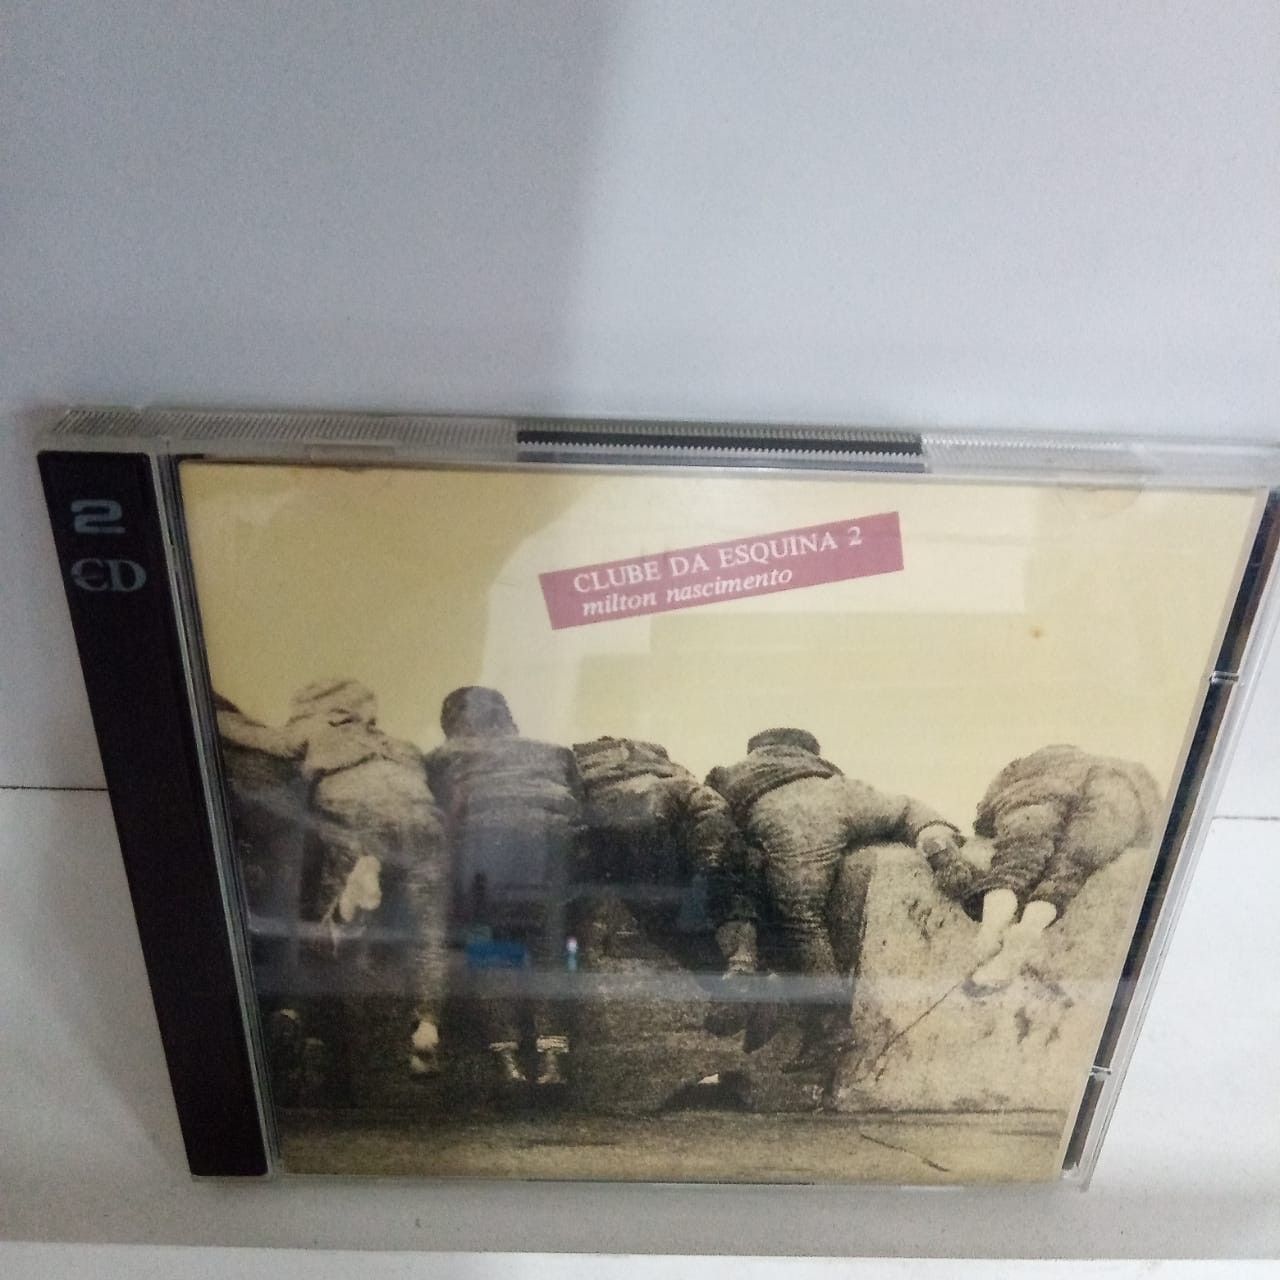 2
CD
CLUBE DA ESQUINA 2
milton nascimento